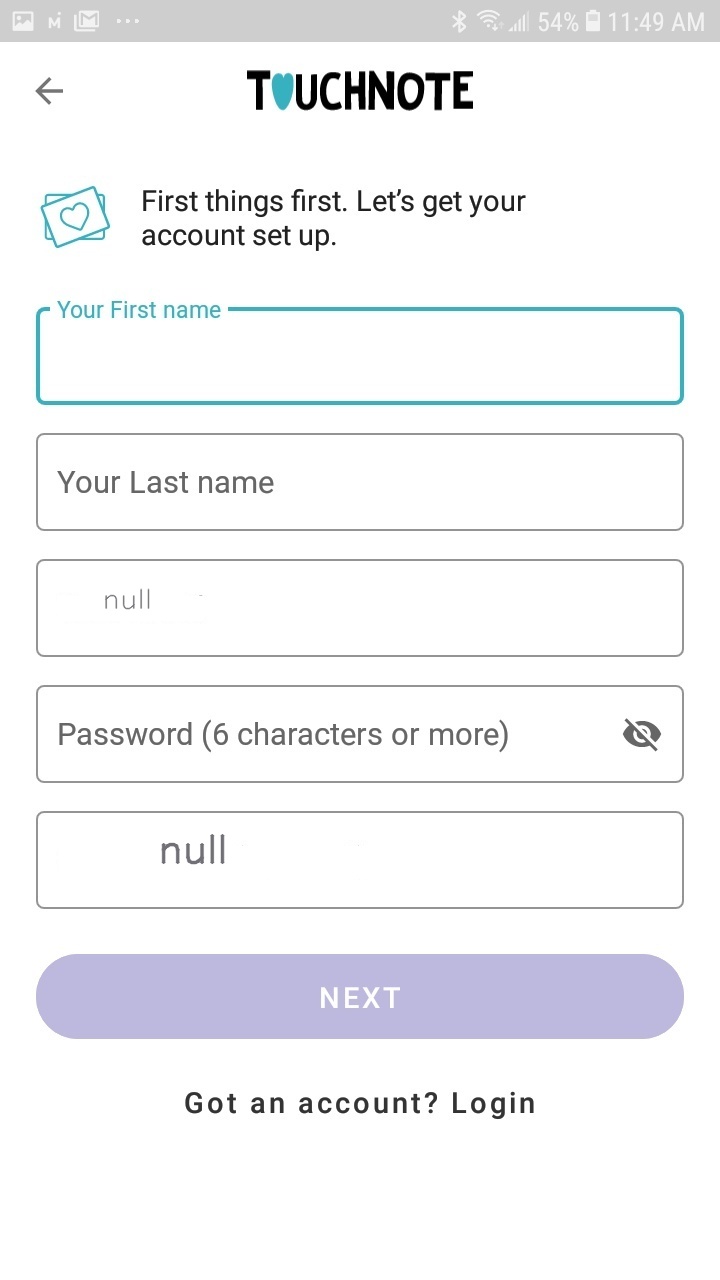 54% 11:49 AM
TOUCHNOTE
First things first. Let's get your
account set up.
Your First name
Your Last name
null
Password (6 characters or more)
null
NEXT
Got an account? Login